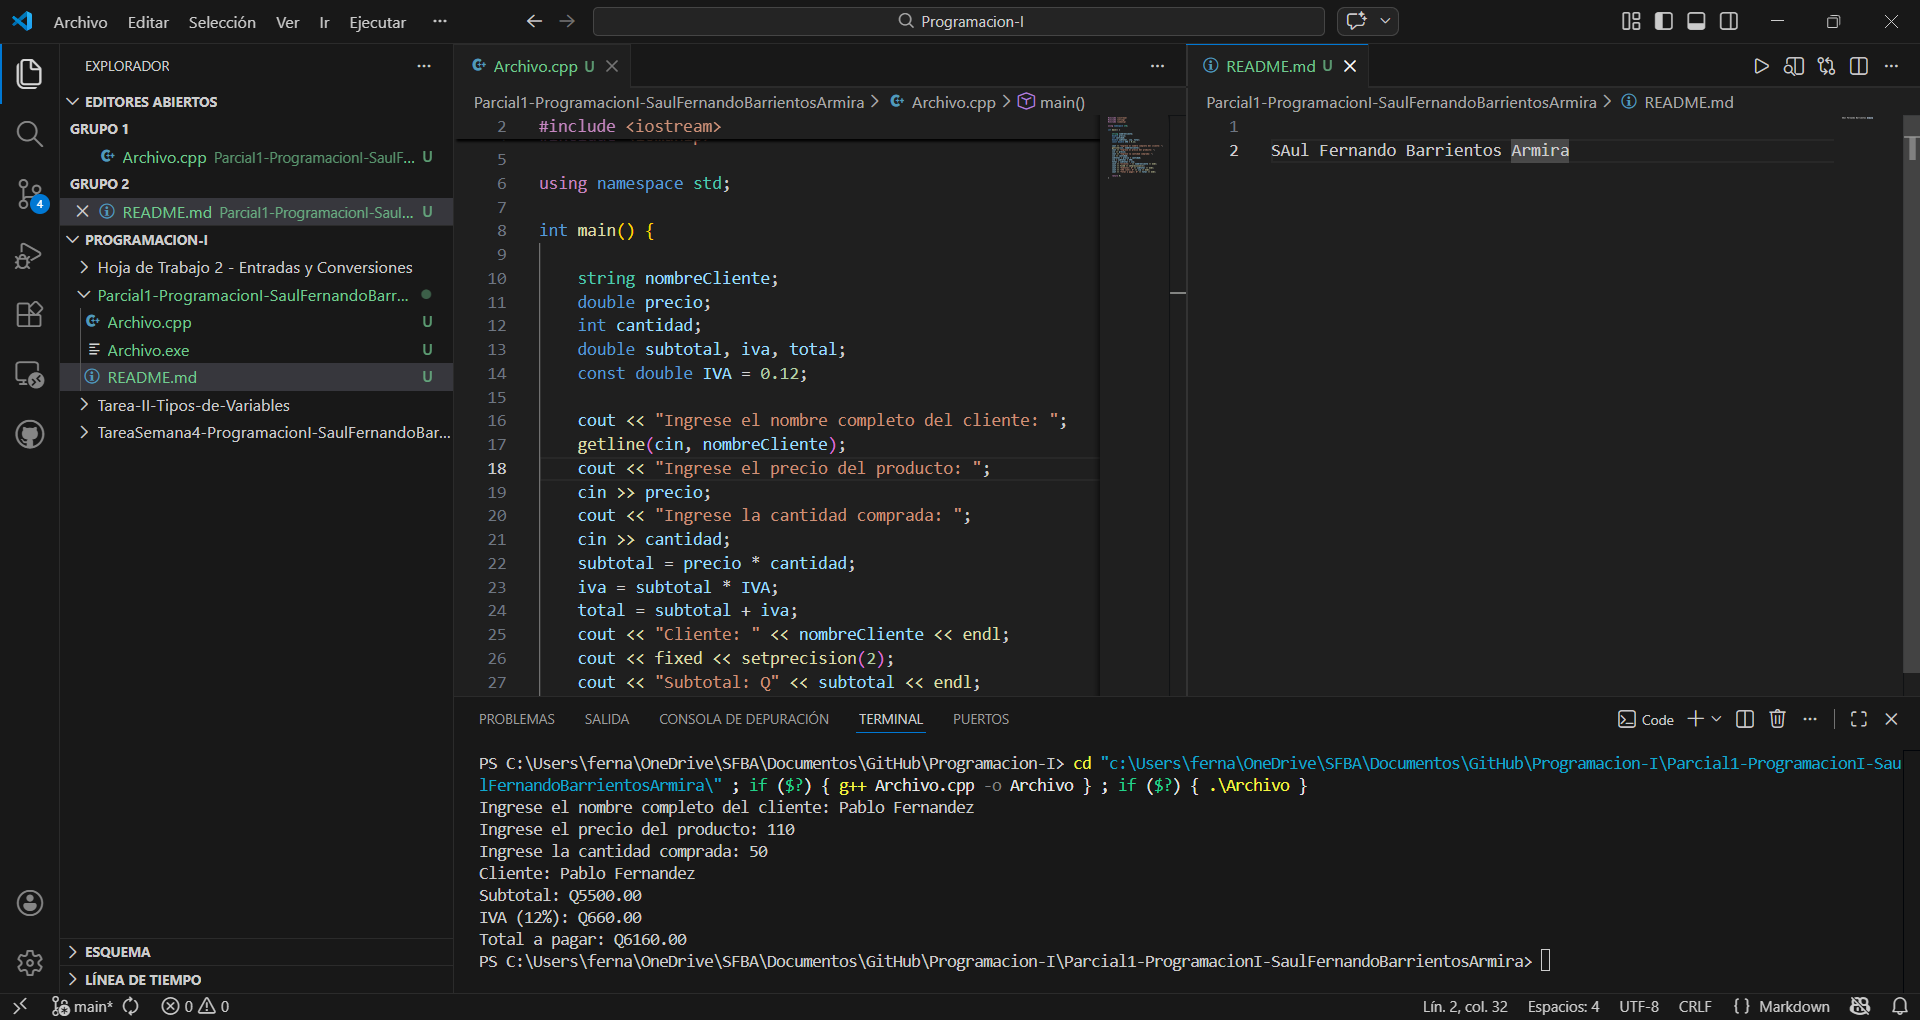 Archivo Editar Selección Ver Ir Ejecutar ··· Programacion-I
EXPLORADOR
EDITORES ABIERTOS
GRUPO 1
Archivo.cpp Parcial1-ProgramacionI-SaulF... U
GRUPO 2
README.md Parcial1-ProgramacionI-Saul... U
PROGRAMACION-I
Hoja de Trabajo 2 - Entradas y Conversiones
Parcial1-ProgramacionI-SaulFernandoBarr...
Archivo.cpp U
Archivo.exe U
README.md U
Tarea-II-Tipos-de-Variables
TareaSemana4-ProgramacionI-SaulFernandoBar...
ESQUEMA
LÍNEA DE TIEMPO
4
Archivo.cpp U
Parcial1-ProgramacionI-SaulFernandoBarrientosArmira > Archivo.cpp > main()
2 #include <iostream>
5
6 using namespace std;
7
8 int main() {
9
10 string nombreCliente;
11 double precio;
12 int cantidad;
13 double subtotal, iva, total;
14 const double IVA = 0.12;
15
16 cout << "Ingrese el nombre completo del cliente: ";
17 getline(cin, nombreCliente);
18 cout << "Ingrese el precio del producto: ";
19 cin >> precio;
20 cout << "Ingrese la cantidad comprada: ";
21 cin >> cantidad;
22 subtotal = precio * cantidad;
23 iva = subtotal * IVA;
24 total = subtotal + iva;
25 cout << "Cliente: " << nombreCliente << endl;
26 cout << fixed << setprecision(2);
27 cout << "Subtotal: Q" << subtotal << endl;
README.md U
Parcial1-ProgramacionI-SaulFernandoBarrientosArmira > README.md
1
2 SAul Fernando Barrientos Armira
PROBLEMAS SALIDA CONSOLA DE DEPURACIÓN TERMINAL PUERTOS Code
PS C:\Users\ferna\OneDrive\SFBA\Documentos\GitHub\Programacion-I> cd "c:\Users\ferna\OneDrive\SFBA\Documentos\GitHub\Programacion-I\Parcial1-ProgramacionI-Sau
lFernandoBarrientosArmira\" ; if ($?) { g++ Archivo.cpp -o Archivo } ; if ($?) { .\Archivo }
Ingrese el nombre completo del cliente: Pablo Fernandez
Ingrese el precio del producto: 110
Ingrese la cantidad comprada: 50
Cliente: Pablo Fernandez
Subtotal: Q5500.00
IVA (12%): Q660.00
Total a pagar: Q6160.00
PS C:\Users\ferna\OneDrive\SFBA\Documentos\GitHub\Programacion-I\Parcial1-ProgramacionI-SaulFernandoBarrientosArmira>
main* 0 0 Lín. 2, col. 32 Espacios: 4 UTF-8 CRLF { } Markdown